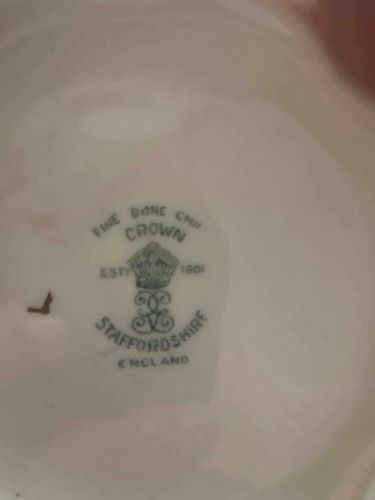 FINE BONE CHI
CROWN
ESTD 1801
STAFFORDSHIRE
ENGLAND